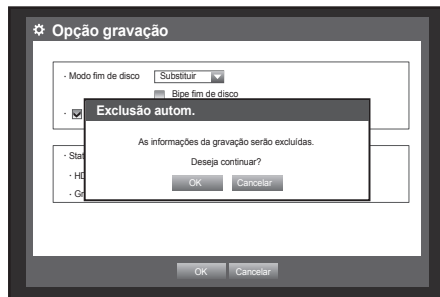 Opção gravação
· Modo fim de disco Substituir
Bipe fim de disco
Exclusão autom.
As informações da gravação serão excluídas.
Deseja continuar?
OK Cancelar
OK Cancelar